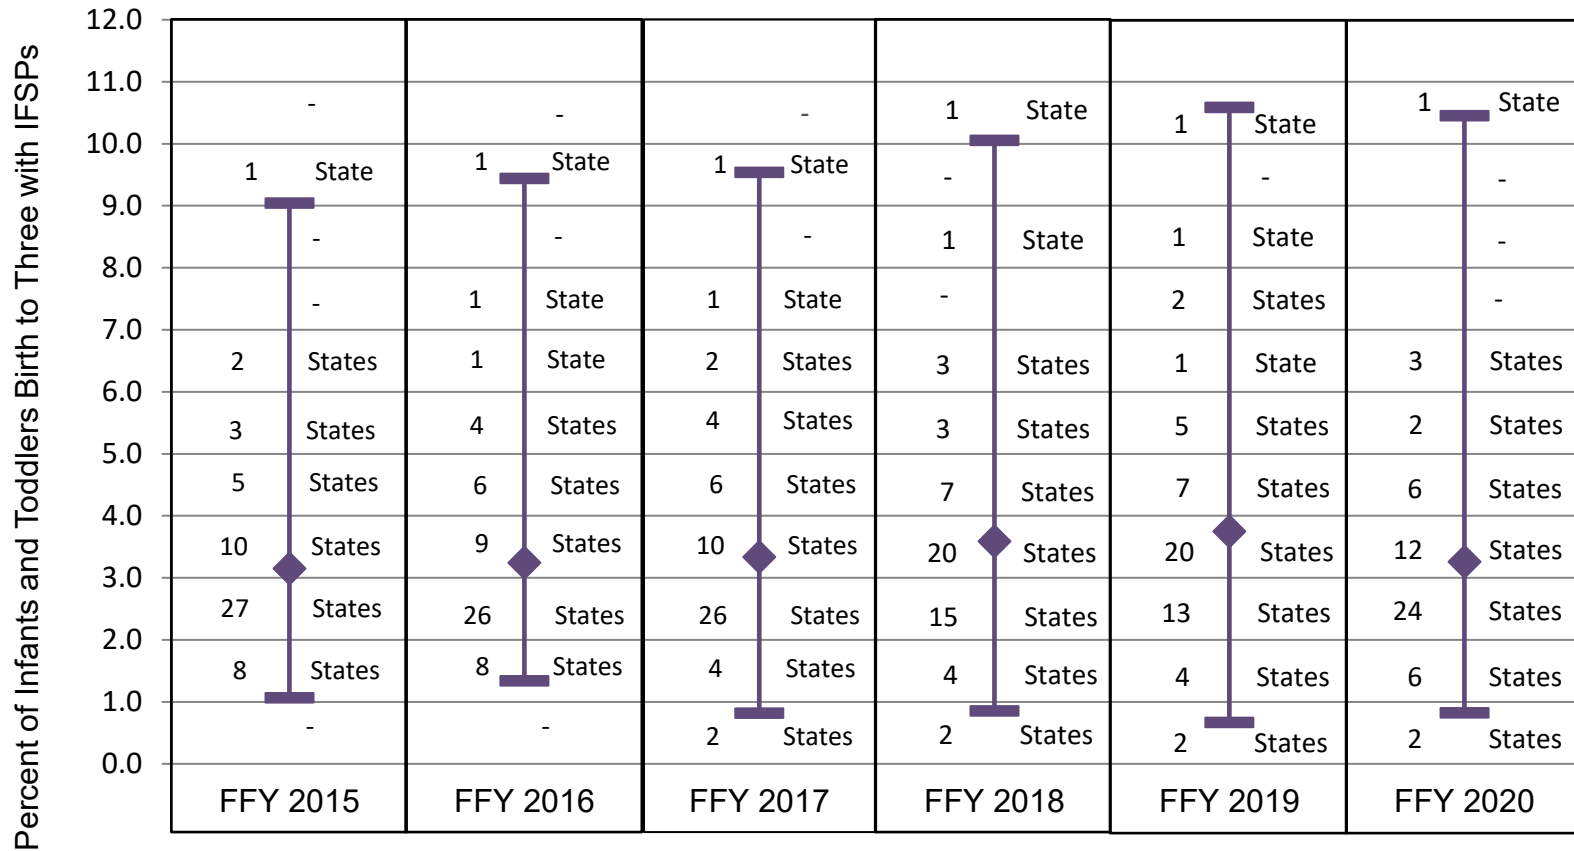 Percent of Infants and Toddlers Birth to Three with IFSPs
12.0
11.0
10.0
9.0
8.0
7.0
6.0
5.0
4.0
3.0
2.0
1.0
0.0
-
1 State
-
-
2 States
3 States
5 States
10 States
27 States
8 States
-
FFY 2015
-
1 State
-
1 State
1 State
4 States
6 States
9 States
26 States
8 States
-
FFY 2016
-
1 State
-
1 State
2 States
4 States
6 States
10 States
26 States
4 States
2 States
FFY 2017
1 State
-
1 State
-
3 States
3 States
7 States
20 States
15 States
4 States
2 States
FFY 2018
1 State
-
1 State
2 States
1 State
5 States
7 States
20 States
13 States
4 States
2 States
FFY 2019
1 State
-
-
-
3 States
2 States
6 States
12 States
24 States
6 States
2 States
FFY 2020